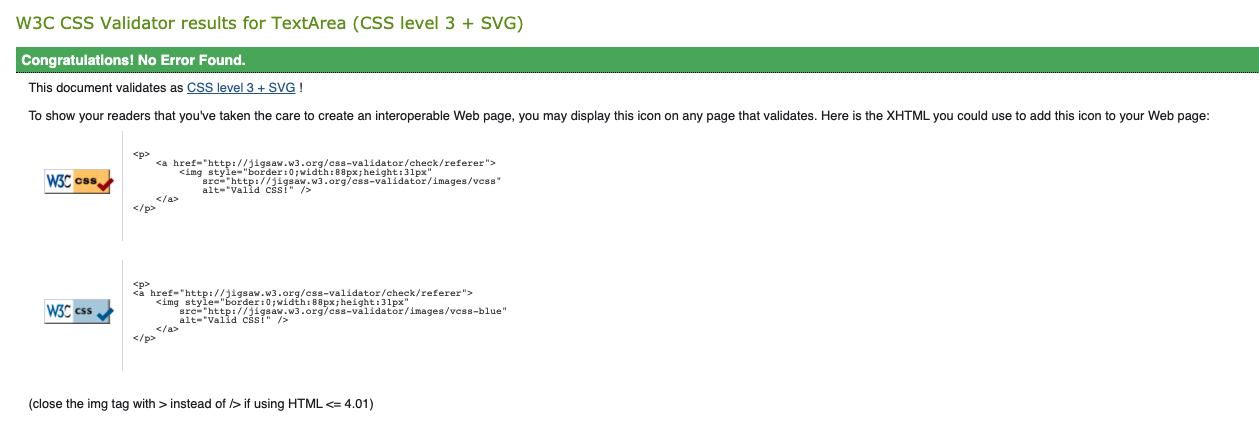 W3C CSS Validator results for TextArea (CSS level 3 + SVG)
Congratulations! No Error Found.
This document validates as CSS level 3 + SVG !
To show your readers that you've taken the care to create an interoperable Web page, you may display this icon on any page that validates. Here is the XHTML you could use to add this icon to your Web page:
W3C css
<p>
<a href="http://jigsaw.w3.org/css-validator/check/referer">
<img style="border:0;width:88px;height:31px"
src="http://jigsaw.w3.org/css-validator/images/vcss"
alt="Valid CSS!" />
</a>
</p>
W3C css
<p>
<a href="http://jigsaw.w3.org/css-validator/check/referer">
<img style="border:0;width:88px;height:31px"
src="http://jigsaw.w3.org/css-validator/images/vcss-blue"
alt="Valid CSS!" />
</a>
</p>
(close the img tag with > instead of /> if using HTML <= 4.01)